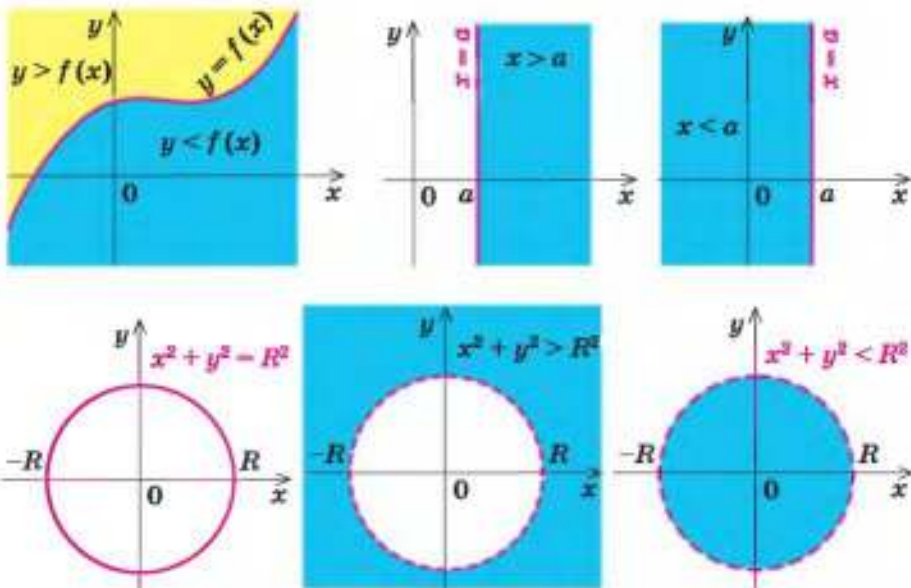 y
y > f(x)
y = f(x)
y < f(x)
0
x
y
x = a
x > a
0
a
x
y
x = a
x < a
0
a
x
y
x² + y² = R²
−R
R
0
x
y
x² + y² > R²
−R
R
0
x
y
x² + y² < R²
−R
R
0
x